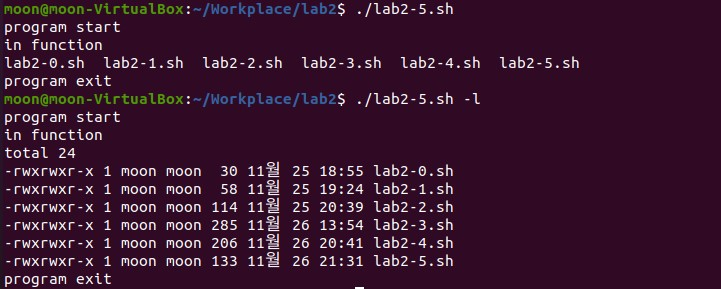 moon@moon-VirtualBox:~/Workplace/lab2$ ./lab2-5.sh
program start
in function
lab2-0.sh  lab2-1.sh  lab2-2.sh  lab2-3.sh  lab2-4.sh  lab2-5.sh
program exit
moon@moon-VirtualBox:~/Workplace/lab2$ ./lab2-5.sh -l
program start
in function
total 24
-rwxrwxr-x 1 moon moon  30 11월 25 18:55 lab2-0.sh
-rwxrwxr-x 1 moon moon  58 11월 25 19:24 lab2-1.sh
-rwxrwxr-x 1 moon moon 114 11월 25 20:39 lab2-2.sh
-rwxrwxr-x 1 moon moon 285 11월 26 13:54 lab2-3.sh
-rwxrwxr-x 1 moon moon 206 11월 26 20:41 lab2-4.sh
-rwxrwxr-x 1 moon moon 133 11월 26 21:31 lab2-5.sh
program exit